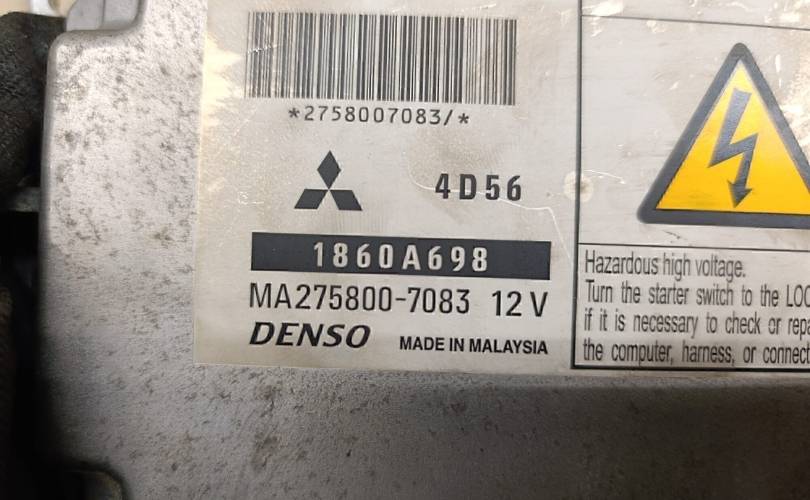 *2758007083/*
4D56
1860A698
MA275800-7083 12V
DENSO MADE IN MALAYSIA
Hazardous high voltage.
Turn the starter switch to the
if it is necessary to check or
the computer, harness, or